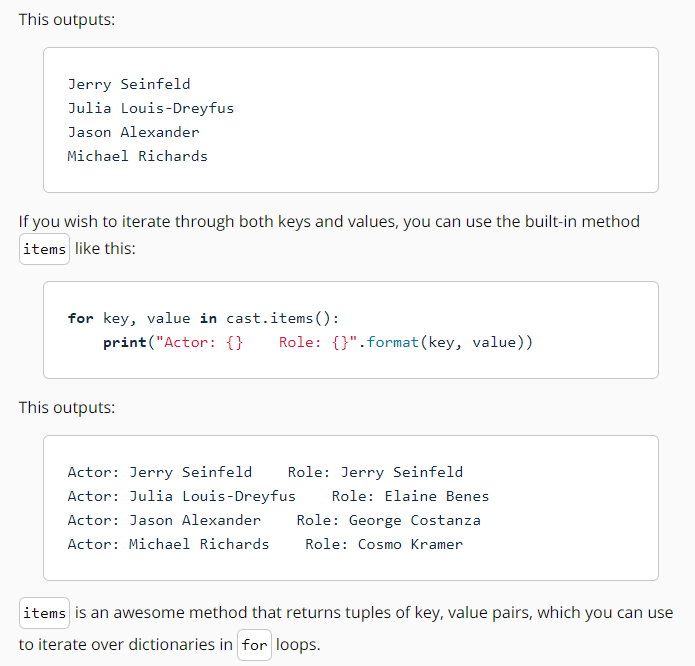 This outputs:
Jerry Seinfeld
Julia Louis-Dreyfus
Jason Alexander
Michael Richards
If you wish to iterate through both keys and values, you can use the built-in method
items like this:
for key, value in cast.items():
    print("Actor: {}    Role: {}".format(key, value))
This outputs:
Actor: Jerry Seinfeld    Role: Jerry Seinfeld
Actor: Julia Louis-Dreyfus    Role: Elaine Benes
Actor: Jason Alexander    Role: George Costanza
Actor: Michael Richards    Role: Cosmo Kramer
items is an awesome method that returns tuples of key, value pairs, which you can use
to iterate over dictionaries in for loops.